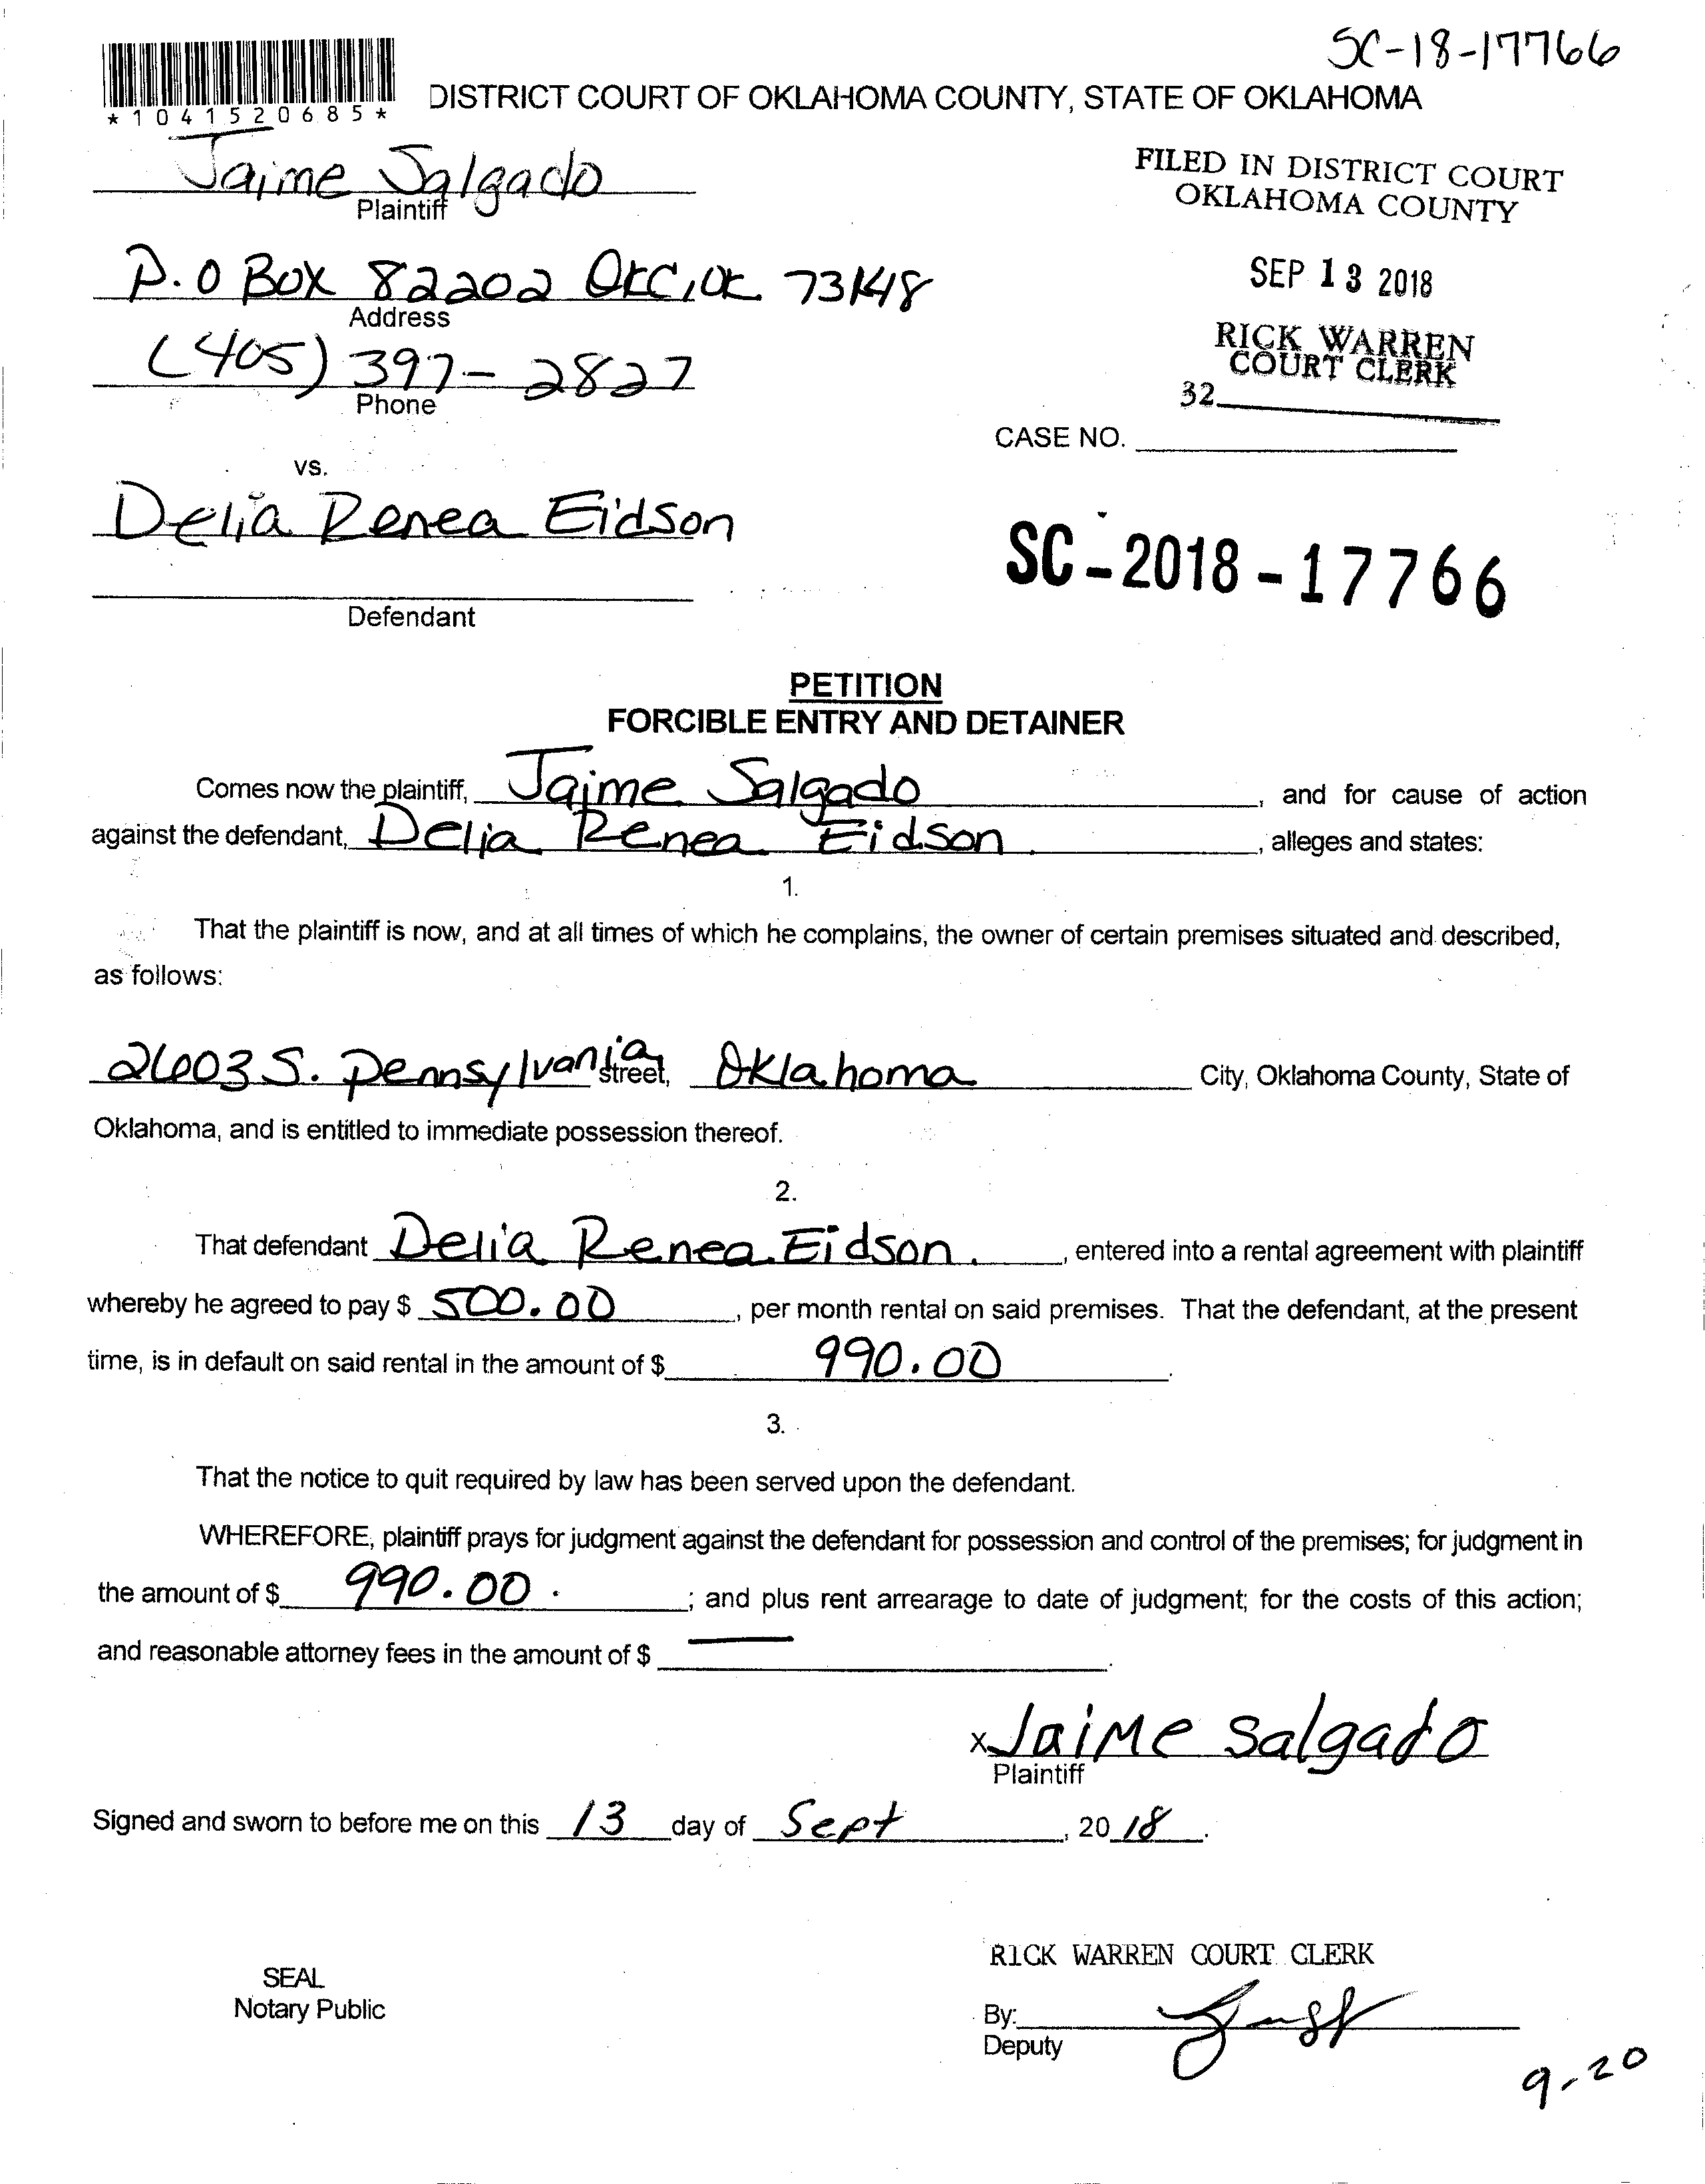 SC-18-17766
*1041520685*
DISTRICT COURT OF OKLAHOMA COUNTY, STATE OF OKLAHOMA
Jaime Salgado
Plaintiff
FILED IN DISTRICT COURT
OKLAHOMA COUNTY
P.O Box 82202 OKC, OK 73148
Address
SEP 13 2018
(405) 397-2827
Phone
RICK WARREN
COURT CLERK
32
CASE NO.
vs.
Delia Renea Eidson
Defendant
SC-2018-17766
PETITION
FORCIBLE ENTRY AND DETAINER
Comes now the plaintiff, Jaime Salgado, and for cause of action
against the defendant, Delia Renea Eidson, alleges and states:
1.
That the plaintiff is now, and at all times of which he complains, the owner of certain premises situated and described,
as follows:
2603 S. Pennsylvania street, Oklahoma City, Oklahoma County, State of
Oklahoma, and is entitled to immediate possession thereof.
2.
That defendant Delia Renea Eidson, entered into a rental agreement with plaintiff
whereby he agreed to pay $ 500.00, per month rental on said premises. That the defendant, at the present
time, is in default on said rental in the amount of $ 990.00.
3.
That the notice to quit required by law has been served upon the defendant.
WHEREFORE, plaintiff prays for judgment against the defendant for possession and control of the premises; for judgment in
the amount of $ 990.00.; and plus rent arrearage to date of judgment; for the costs of this action;
and reasonable attorney fees in the amount of $ —.
x Jaime Salgado
Plaintiff
Signed and sworn to before me on this 13 day of Sept, 2018.
RICK WARREN COURT CLERK
SEAL
Notary Public
By:
Deputy
9-20